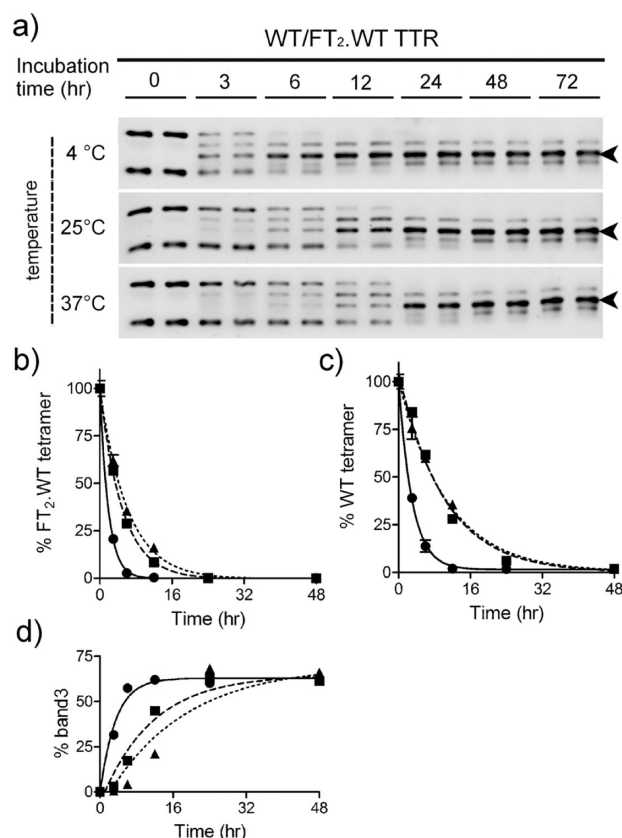 a)
WT/FT₂.WT TTR
Incubation
time (hr)
0 3 6 12 24 48 72
temperature
4 °C
25°C
37°C
b)
% FT₂.WT tetramer
100
75
50
25
0
0 16 32 48
Time (hr)
c)
% WT tetramer
100
75
50
25
0
0 16 32 48
Time (hr)
d)
% band3
75
50
25
0
0 16 32 48
Time (hr)